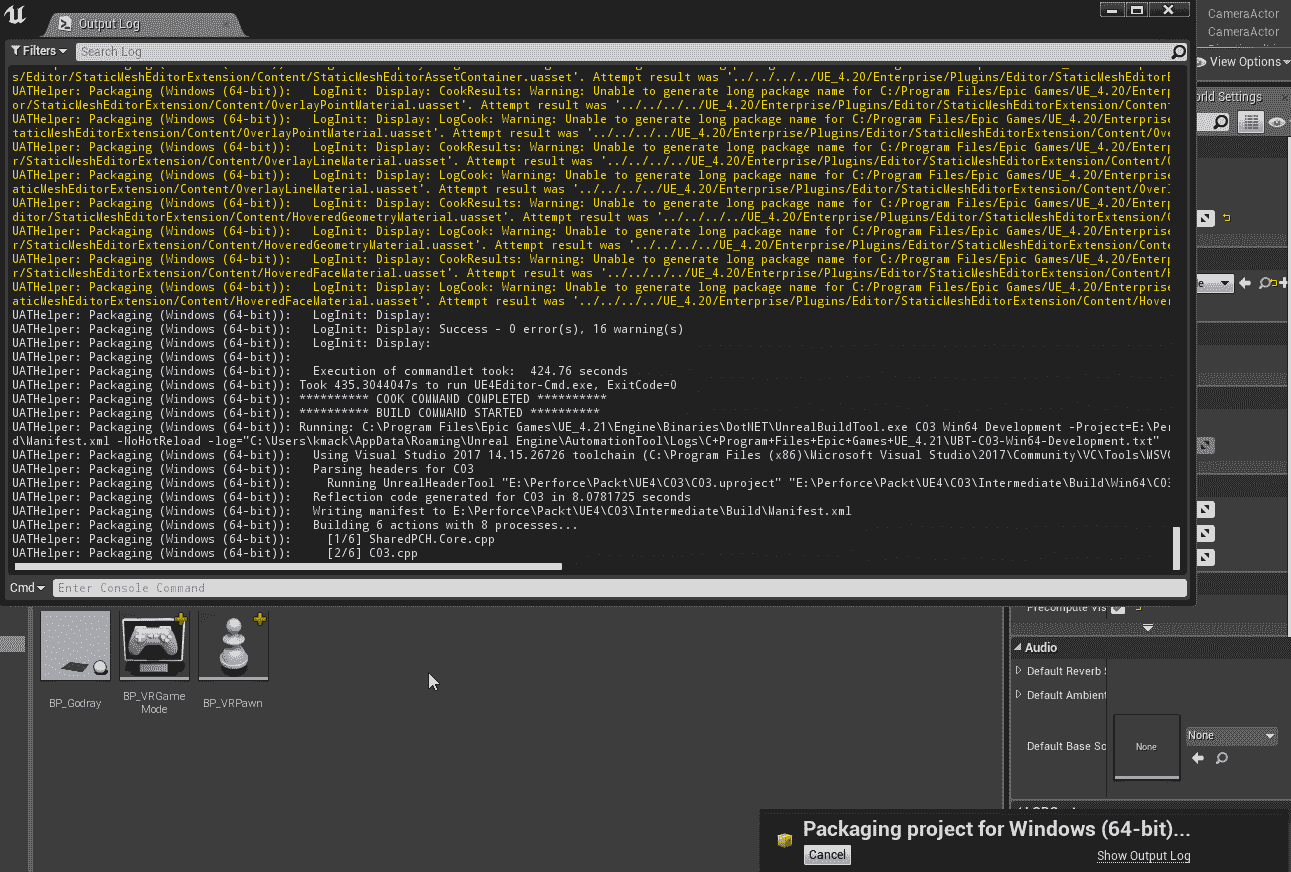 Output Log
CameraActor
CameraActor
Filters
Search Log
View Options
World Settings
s/Editor/StaticMeshEditorExtension/Content/StaticMeshEditorAssetContainer.uasset'. Attempt result was '../../../../UE_4.20/Enterprise/Plugins/Editor/StaticMeshEditorE
UATHelper: Packaging (Windows (64-bit)):   LogInit: Display: CookResults: Warning: Unable to generate long package name for C:/Program Files/Epic Games/UE_4.20/Enterp
or/StaticMeshEditorExtension/Content/OverlayPointMaterial.uasset'. Attempt result was '../../../../UE_4.20/Enterprise/Plugins/Editor/StaticMeshEditorExtension/Content
UATHelper: Packaging (Windows (64-bit)):   LogInit: Display: LogCook: Warning: Unable to generate long package name for C:/Program Files/Epic Games/UE_4.20/Enterprise
taticMeshEditorExtension/Content/OverlayPointMaterial.uasset'. Attempt result was '../../../../UE_4.20/Enterprise/Plugins/Editor/StaticMeshEditorExtension/Content/Ove
UATHelper: Packaging (Windows (64-bit)):   LogInit: Display: CookResults: Warning: Unable to generate long package name for C:/Program Files/Epic Games/UE_4.20/Enterp
r/StaticMeshEditorExtension/Content/OverlayLineMaterial.uasset'. Attempt result was '../../../../UE_4.20/Enterprise/Plugins/Editor/StaticMeshEditorExtension/Content/O
UATHelper: Packaging (Windows (64-bit)):   LogInit: Display: LogCook: Warning: Unable to generate long package name for C:/Program Files/Epic Games/UE_4.20/Enterprise
aticMeshEditorExtension/Content/OverlayLineMaterial.uasset'. Attempt result was '../../../../UE_4.20/Enterprise/Plugins/Editor/StaticMeshEditorExtension/Content/Overl
UATHelper: Packaging (Windows (64-bit)):   LogInit: Display: CookResults: Warning: Unable to generate long package name for C:/Program Files/Epic Games/UE_4.20/Enterp
ditor/StaticMeshEditorExtension/Content/HoveredGeometryMaterial.uasset'. Attempt result was '../../../../UE_4.20/Enterprise/Plugins/Editor/StaticMeshEditorExtension/C
UATHelper: Packaging (Windows (64-bit)):   LogInit: Display: LogCook: Warning: Unable to generate long package name for C:/Program Files/Epic Games/UE_4.20/Enterprise
r/StaticMeshEditorExtension/Content/HoveredGeometryMaterial.uasset'. Attempt result was '../../../../UE_4.20/Enterprise/Plugins/Editor/StaticMeshEditorExtension/Conte
UATHelper: Packaging (Windows (64-bit)):   LogInit: Display: CookResults: Warning: Unable to generate long package name for C:/Program Files/Epic Games/UE_4.20/Enterp
r/StaticMeshEditorExtension/Content/HoveredFaceMaterial.uasset'. Attempt result was '../../../../UE_4.20/Enterprise/Plugins/Editor/StaticMeshEditorExtension/Content/H
UATHelper: Packaging (Windows (64-bit)):   LogInit: Display: LogCook: Warning: Unable to generate long package name for C:/Program Files/Epic Games/UE_4.20/Enterprise
aticMeshEditorExtension/Content/HoveredFaceMaterial.uasset'. Attempt result was '../../../../UE_4.20/Enterprise/Plugins/Editor/StaticMeshEditorExtension/Content/Hover
UATHelper: Packaging (Windows (64-bit)):   LogInit: Display:
UATHelper: Packaging (Windows (64-bit)):   LogInit: Display: Success - 0 error(s), 16 warning(s)
UATHelper: Packaging (Windows (64-bit)):   LogInit: Display:
UATHelper: Packaging (Windows (64-bit)):
UATHelper: Packaging (Windows (64-bit)):   Execution of commandlet took:  424.76 seconds
UATHelper: Packaging (Windows (64-bit)): Took 435.3044047s to run UE4Editor-Cmd.exe, ExitCode=0
UATHelper: Packaging (Windows (64-bit)): ********** COOK COMMAND COMPLETED **********
UATHelper: Packaging (Windows (64-bit)): ********** BUILD COMMAND STARTED **********
UATHelper: Packaging (Windows (64-bit)): Running: C:\Program Files\Epic Games\UE_4.21\Engine\Binaries\DotNET\UnrealBuildTool.exe C03 Win64 Development -Project=E:\Per
d\Manifest.xml -NoHotReload -log="C:\Users\kmack\AppData\Roaming\Unreal Engine\AutomationTool\Logs\C+Program+Files+Epic+Games+UE_4.21\UBT-C03-Win64-Development.txt"
UATHelper: Packaging (Windows (64-bit)):   Using Visual Studio 2017 14.15.26726 toolchain (C:\Program Files (x86)\Microsoft Visual Studio\2017\Community\VC\Tools\MSVC
UATHelper: Packaging (Windows (64-bit)):   Parsing headers for C03
UATHelper: Packaging (Windows (64-bit)):     Running UnrealHeaderTool "E:\Perforce\Packt\UE4\C03\C03.uproject" "E:\Perforce\Packt\UE4\C03\Intermediate\Build\Win64\C03
UATHelper: Packaging (Windows (64-bit)):   Reflection code generated for C03 in 8.0781725 seconds
UATHelper: Packaging (Windows (64-bit)):   Writing manifest to E:\Perforce\Packt\UE4\C03\Intermediate\Build\Manifest.xml
UATHelper: Packaging (Windows (64-bit)):   Building 6 actions with 8 processes...
UATHelper: Packaging (Windows (64-bit)):     [1/6] SharedPCH.Core.cpp
UATHelper: Packaging (Windows (64-bit)):     [2/6] C03.cpp
Cmd
Enter Console Command
Precompute Vis
BP_Godray
BP_VRGame
Mode
BP_VRPawn
Audio
Default Reverb S
Default Ambient
Default Base So
None
None
Packaging project for Windows (64-bit)...
Cancel
Show Output Log